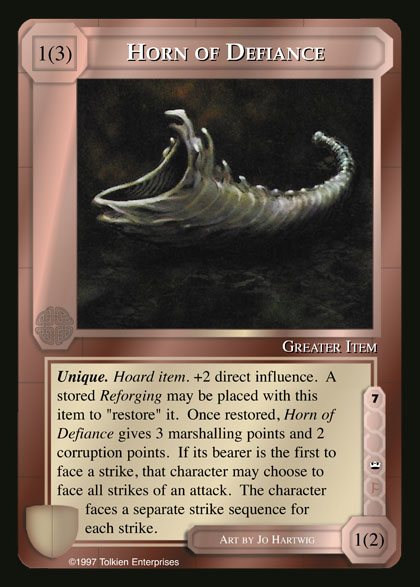 1(3)
HORN OF DEFIANCE
GREATER ITEM
Unique. Hoard item. +2 direct influence. A
stored Reforging may be placed with this
item to "restore" it. Once restored, Horn of
Defiance gives 3 marshalling points and 2
corruption points. If its bearer is the first to
face a strike, that character may choose to
face all strikes of an attack. The character
faces a separate strike sequence for
each strike.
7
ART BY JO HARTWIG
1(2)
©1997 Tolkien Enterprises